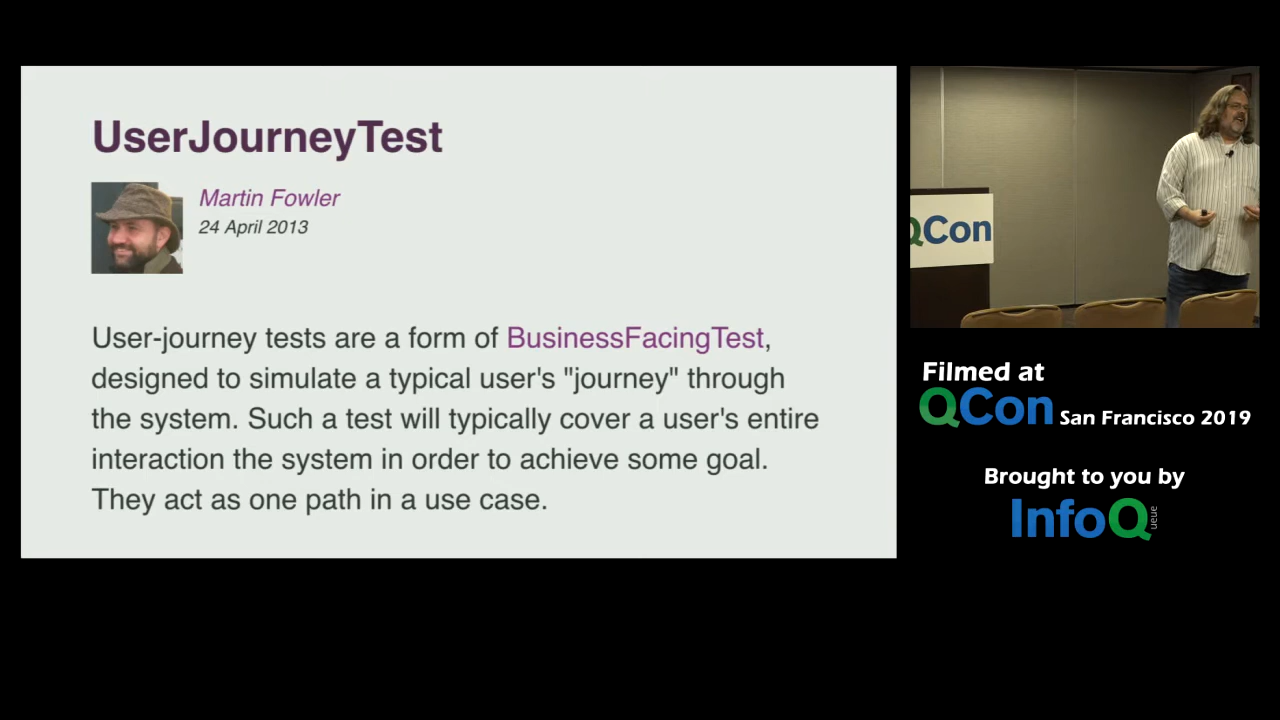 UserJourneyTest
Martin Fowler
24 April 2013
User-journey tests are a form of BusinessFacingTest,
designed to simulate a typical user's "journey" through
the system. Such a test will typically cover a user's entire
interaction the system in order to achieve some goal.
They act as one path in a use case.
QCon
Filmed at
QCon San Francisco 2019
Brought to you by
InfoQueue